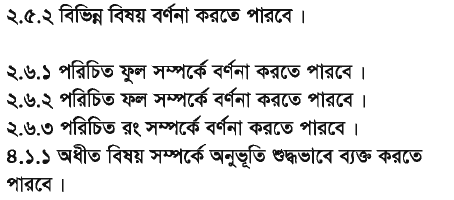 ২.৫.২ বিভিন্ন বিষয় বর্ণনা করতে পারবে ।
২.৬.১ পরিচিত ফুল সম্পর্কে বর্ণনা করতে পারবে ।
২.৬.২ পরিচিত ফল সম্পর্কে বর্ণনা করতে পারবে ।
২.৬.৩ পরিচিত রং সম্পর্কে বর্ণনা করতে পারবে ।
৪.১.১ অধীত বিষয় সম্পর্কে অনুভূতি শুদ্ধভাবে ব্যক্ত করতে
পারবে ।